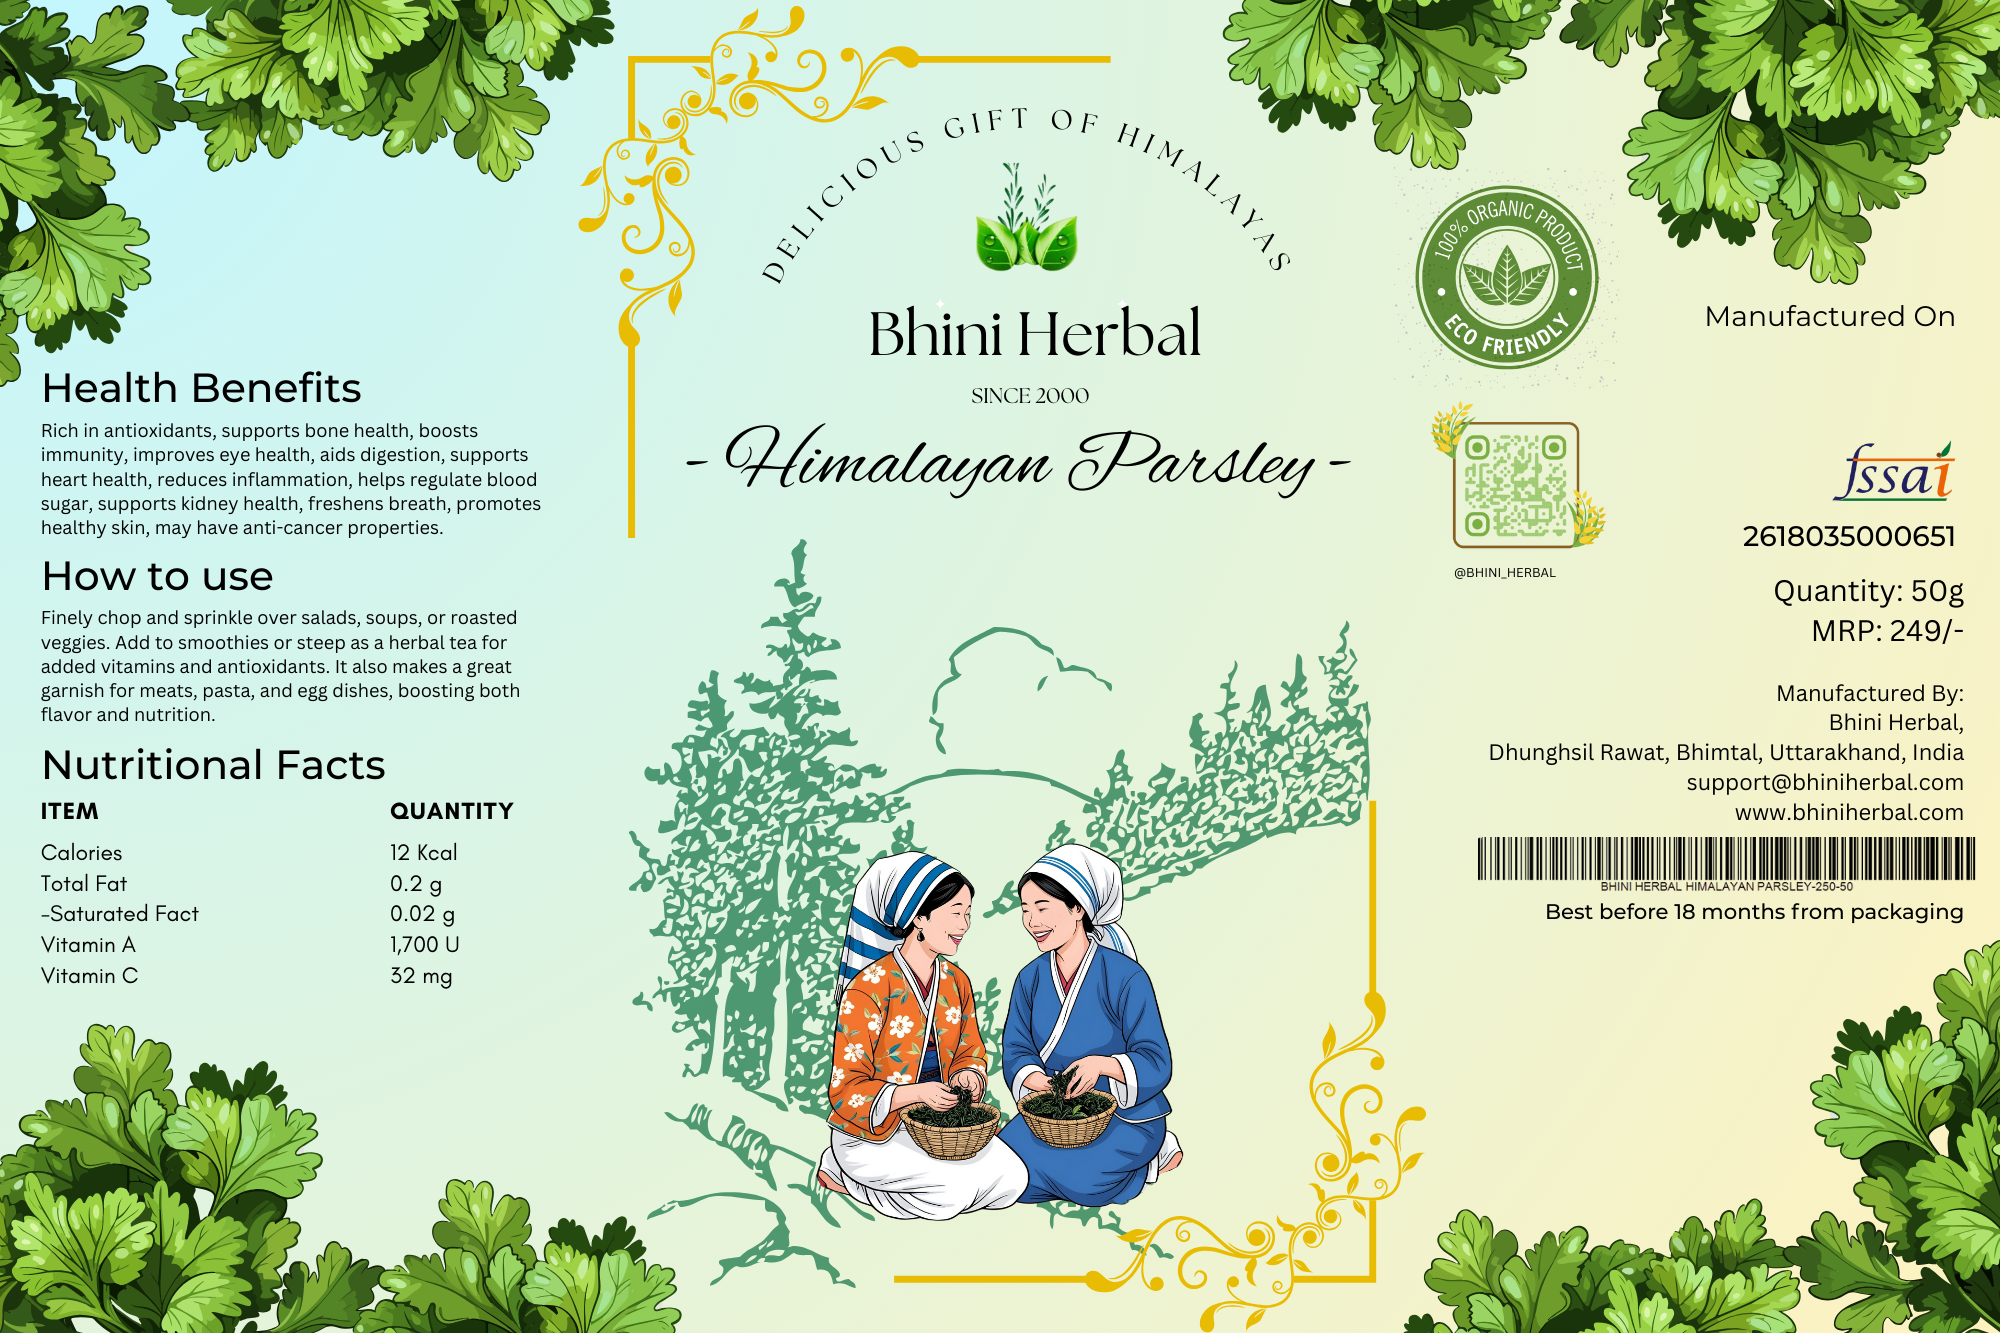 DELICIOUS GIFT OF HIMALAYAS
Bhini Herbal
SINCE 2000
- Himalayan Parsley -
Health Benefits
Rich in antioxidants, supports bone health, boosts
immunity, improves eye health, aids digestion, supports
heart health, reduces inflammation, helps regulate blood
sugar, supports kidney health, freshens breath, promotes
healthy skin, may have anti-cancer properties.
How to use
Finely chop and sprinkle over salads, soups, or roasted
veggies. Add to smoothies or steep as a herbal tea for
added vitamins and antioxidants. It also makes a great
garnish for meats, pasta, and egg dishes, boosting both
flavor and nutrition.
Nutritional Facts
ITEM QUANTITY
Calories 12 Kcal
Total Fat 0.2 g
-Saturated Fact 0.02 g
Vitamin A 1,700 U
Vitamin C 32 mg
100% ORGANIC PRODUCT
ECO FRIENDLY
@BHINI_HERBAL
Manufactured On
fssai
2618035000651
Quantity: 50g
MRP: 249/-
Manufactured By:
Bhini Herbal,
Dhunghsil Rawat, Bhimtal, Uttarakhand, India
support@bhiniherbal.com
www.bhiniherbal.com
BHINI HERBAL HIMALAYAN PARSLEY-250-50
Best before 18 months from packaging